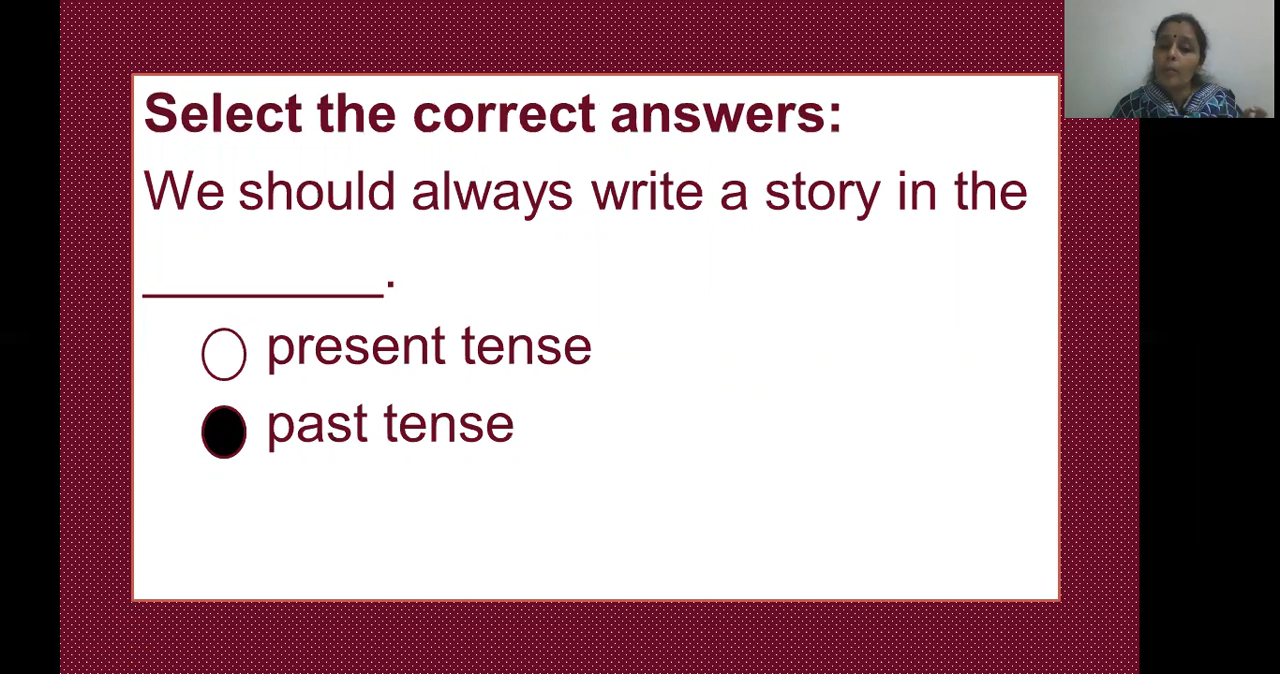 Select the correct answers:
We should always write a story in the
_________.
present tense
past tense